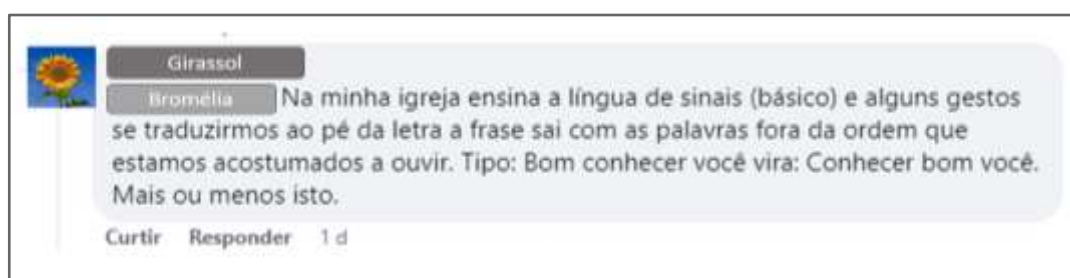 Girassol
Bromélia Na minha igreja ensina a língua de sinais (básico) e alguns gestos
se traduzirmos ao pé da letra a frase sai com as palavras fora da ordem que
estamos acostumados a ouvir. Tipo: Bom conhecer você vira: Conhecer bom você.
Mais ou menos isto.
Curtir Responder 1 d